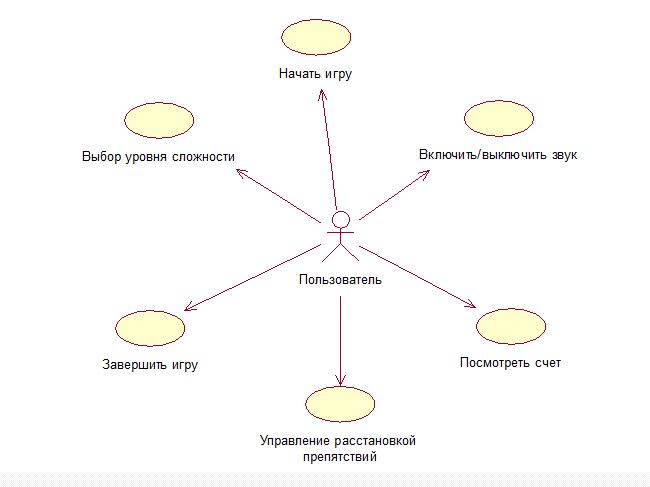 Начать игру
Выбор уровня сложности
Включить/выключить звук
Пользователь
Завершить игру
Посмотреть счет
Управление расстановкой
препятствий